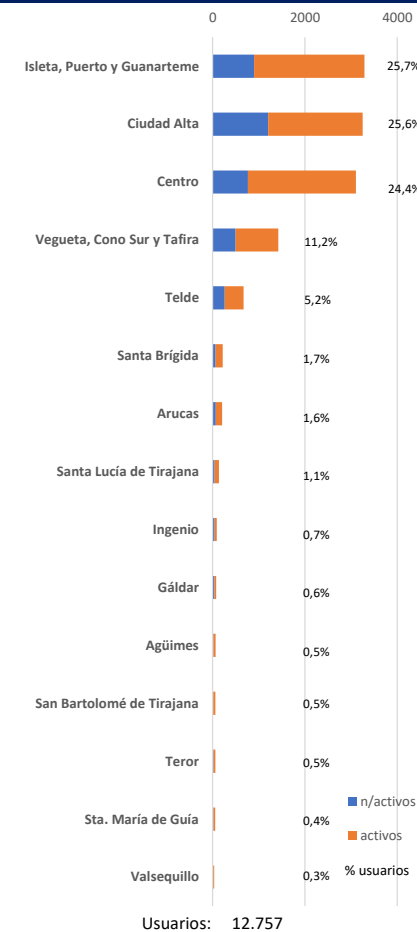 0 2000 4000
Isleta, Puerto y Guanarteme 25,7%
Ciudad Alta 25,6%
Centro 24,4%
Vegueta, Cono Sur y Tafira 11,2%
Telde 5,2%
Santa Brígida 1,7%
Arucas 1,6%
Santa Lucía de Tirajana 1,1%
Ingenio 0,7%
Gáldar 0,6%
Agüimes 0,5%
San Bartolomé de Tirajana 0,5%
Teror 0,5%
n/activos
Sta. María de Guía 0,4%
activos
Valsequillo 0,3% % usuarios
Usuarios: 12.757